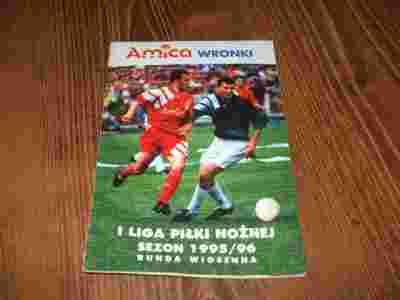 Amica WRONKI
I LIGA PIŁKI NOŻNEJ
SEZON 1995/96
RUNDA WIOSENNA